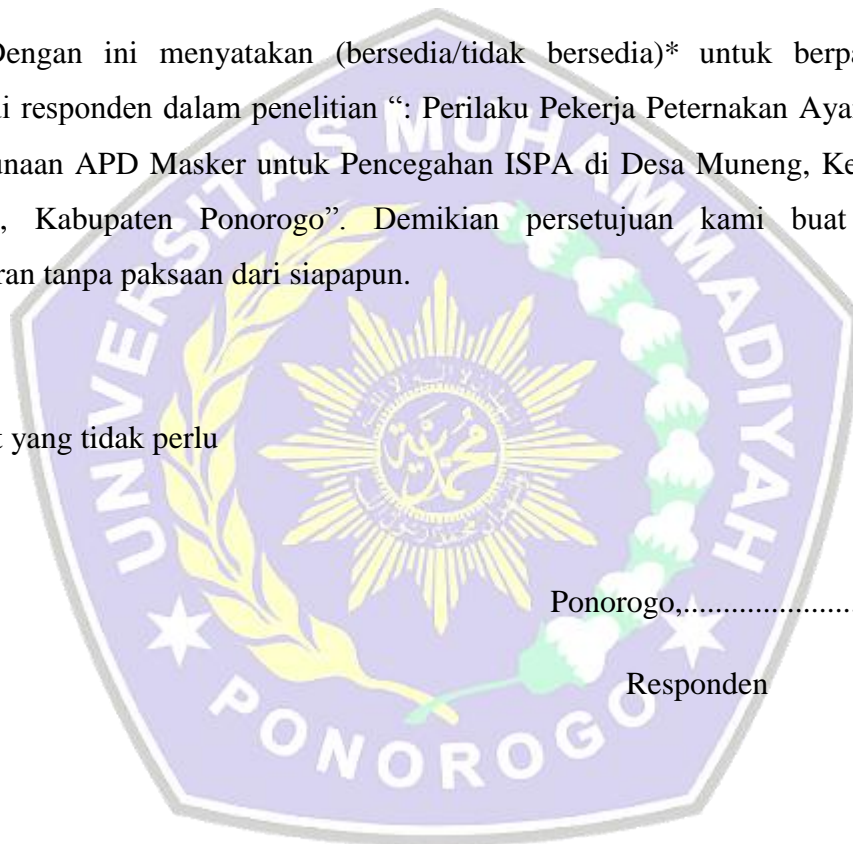 Dengan ini menyatakan (bersedia/tidak bersedia)* untuk berpa
di responden dalam penelitian “: Perilaku Pekerja Peternakan Aya
unaan APD Masker untuk Pencegahan ISPA di Desa Muneng, Ke
, Kabupaten Ponorogo”. Demikian persetujuan kami buat
ran tanpa paksaan dari siapapun.
t yang tidak perlu
Ponorogo,......................
Responden
UNIVERSITAS MUHAMMADIYAH
PONOROGO